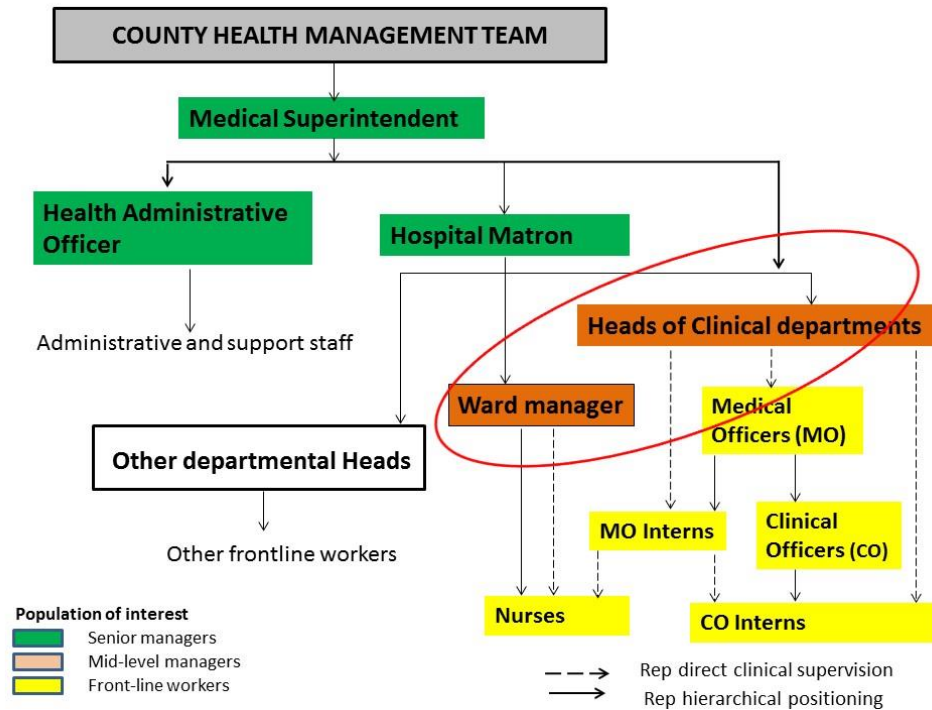 COUNTY HEALTH MANAGEMENT TEAM
Medical Superintendent
Health Administrative
Officer
Hospital Matron
Administrative and support staff
Heads of Clinical departments
Ward manager
Medical
Officers (MO)
Other departmental Heads
MO Interns
Clinical
Officers (CO)
Other frontline workers
Nurses
CO Interns
Population of interest
Senior managers
Mid-level managers
Front-line workers
Rep direct clinical supervision
Rep hierarchical positioning